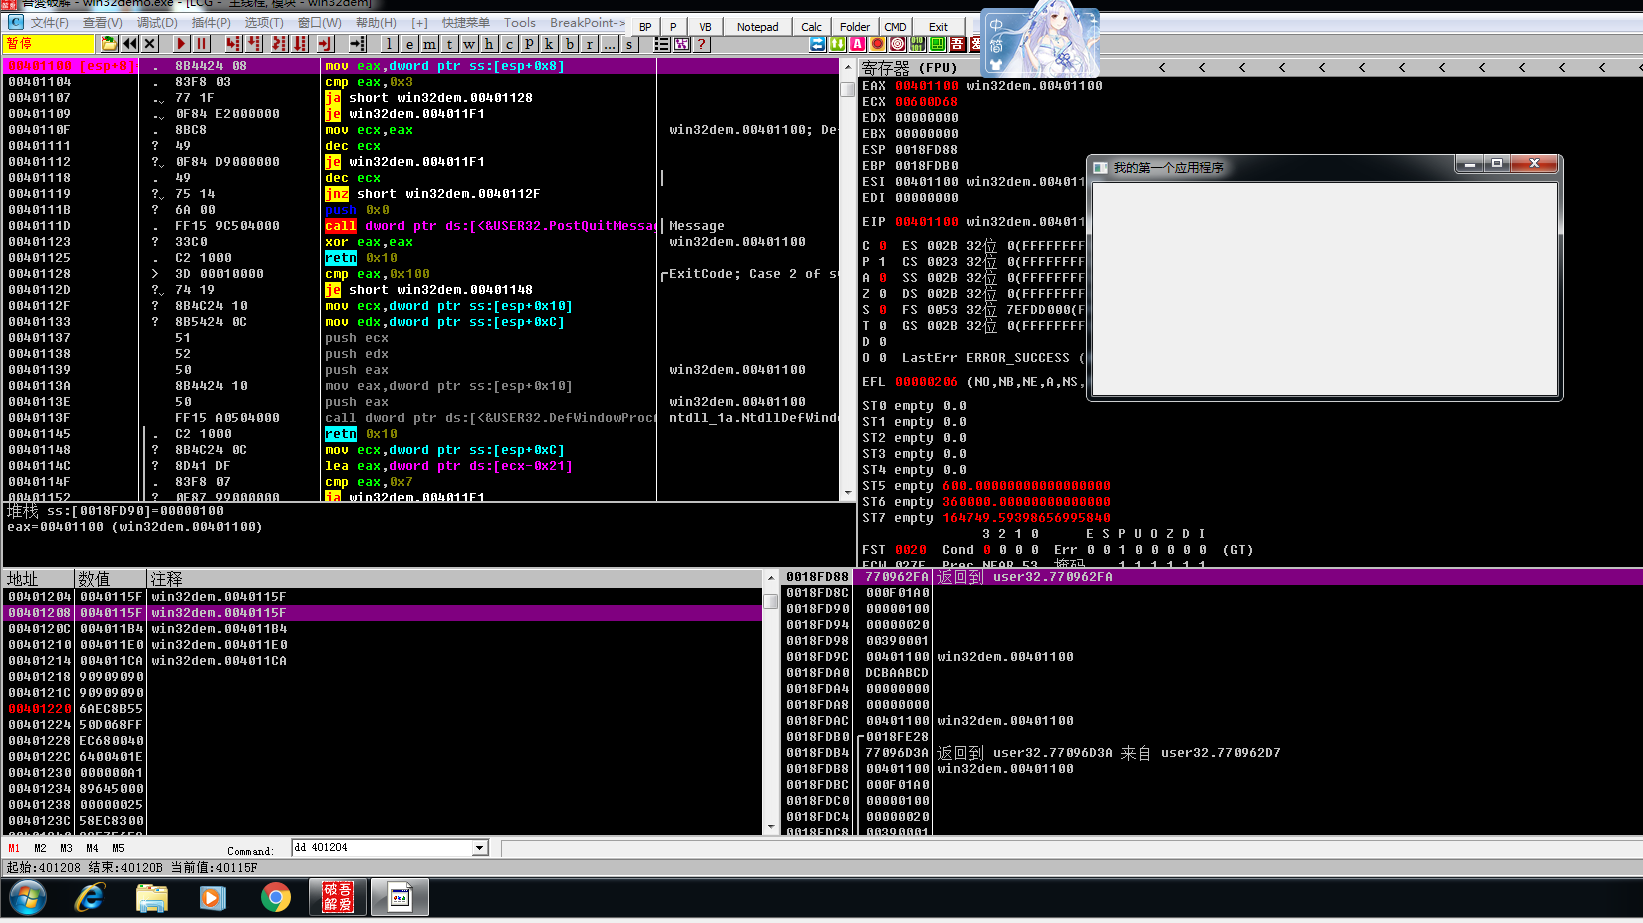 吾爱破解 - win32demo.exe - [LCG - 主线程, 模块 - win32dem]
文件(F) 查看(V) 调试(D) 插件(P) 选项(T) 窗口(W) 帮助(H) [+] 快捷菜单 Tools BreakPoint-> BP P VB Notepad Calc Folder CMD Exit
暂停 l e m t w h c p k b r ... s ?
中 简
00401100 [esp+8] . 8B4424 08 mov eax,dword ptr ss:[esp+0x8]
00401104 . 83F8 03 cmp eax,0x3
00401107 . 77 1F ja short win32dem.00401128
00401109 . 0F84 E2000000 je win32dem.004011F1
0040110F . 8BC8 mov ecx,eax win32dem.00401100; De
00401111 ? 49 dec ecx
00401112 ? 0F84 D9000000 je win32dem.004011F1
00401118 . 49 dec ecx
00401119 ? 75 14 jnz short win32dem.0040112F
0040111B ? 6A 00 push 0x0
0040111D . FF15 9C504000 call dword ptr ds:[<&USER32.PostQuitMessag Message
00401123 ? 33C0 xor eax,eax win32dem.00401100
00401125 . C2 1000 retn 0x10
00401128 > 3D 00010000 cmp eax,0x100 ExitCode; Case 2 of s
0040112D ? 74 19 je short win32dem.00401148
0040112F ? 8B4C24 10 mov ecx,dword ptr ss:[esp+0x10]
00401133 ? 8B5424 0C mov edx,dword ptr ss:[esp+0xC]
00401137 51 push ecx
00401138 52 push edx
00401139 50 push eax win32dem.00401100
0040113A 8B4424 10 mov eax,dword ptr ss:[esp+0x10]
0040113E 50 push eax win32dem.00401100
0040113F FF15 A0504000 call dword ptr ds:[<&USER32.DefWindowProc ntdll_1a.NtdllDefWind
00401145 . C2 1000 retn 0x10
00401148 ? 8B4C24 0C mov ecx,dword ptr ss:[esp+0xC]
0040114C ? 8D41 DF lea eax,dword ptr ds:[ecx-0x21]
0040114F . 83F8 07 cmp eax,0x7
00401152 ? 0F87 99000000 ja win32dem.004011F1
堆栈 ss:[0018FD90]=00000100
eax=00401100 (win32dem.00401100)
寄存器 (FPU) < < < < < < < < < < < <
EAX 00401100 win32dem.00401100
ECX 00600D68
EDX 00000000
EBX 00000000
ESP 0018FD88
EBP 0018FDB0
ESI 00401100 win32dem.004011
EDI 00000000
EIP 00401100 win32dem.004011
C 0 ES 002B 32位 0(FFFFFFFF
P 1 CS 0023 32位 0(FFFFFFFF
A 0 SS 002B 32位 0(FFFFFFFF
Z 0 DS 002B 32位 0(FFFFFFFF
S 0 FS 0053 32位 7EFDD000(F
T 0 GS 002B 32位 0(FFFFFFFF
D 0
O 0 LastErr ERROR_SUCCESS (
EFL 00000206 (NO,NB,NE,A,NS,
ST0 empty 0.0
ST1 empty 0.0
ST2 empty 0.0
ST3 empty 0.0
ST4 empty 0.0
ST5 empty 600.00000000000000000
ST6 empty 360000.00000000000000
ST7 empty 164749.59398656995840
3 2 1 0 E S P U O Z D I
FST 0020 Cond 0 0 0 0 Err 0 0 1 0 0 0 0 0 (GT)
FCW 027F Prec NEAR,53 掩码 1 1 1 1 1 1
我的第一个应用程序
地址 数值 注释
00401204 0040115F win32dem.0040115F
00401208 0040115F win32dem.0040115F
0040120C 004011B4 win32dem.004011B4
00401210 004011E0 win32dem.004011E0
00401214 004011CA win32dem.004011CA
00401218 90909090
0040121C 90909090
00401220 6AEC8B55
00401224 50D068FF
00401228 EC680040
0040122C 6400401E
00401230 000000A1
00401234 89645000
00401238 00000025
0040123C 58EC8300
0018FD88 770962FA 返回到 user32.770962FA
0018FD8C 000F01A0
0018FD90 00000100
0018FD94 00000020
0018FD98 00390001
0018FD9C 00401100 win32dem.00401100
0018FDA0 DCBAABCD
0018FDA4 00000000
0018FDA8 00000000
0018FDAC 00401100 win32dem.00401100
0018FDB0 0018FE28
0018FDB4 77096D3A 返回到 user32.77096D3A 来自 user32.770962D7
0018FDB8 00401100 win32dem.00401100
0018FDBC 000F01A0
0018FDC0 00000100
0018FDC4 00000020
0018FDC8 00390001
M1 M2 M3 M4 M5 Command: dd 401204
起始:401208 结束:40120B 当前值:40115F
破吾
解爱